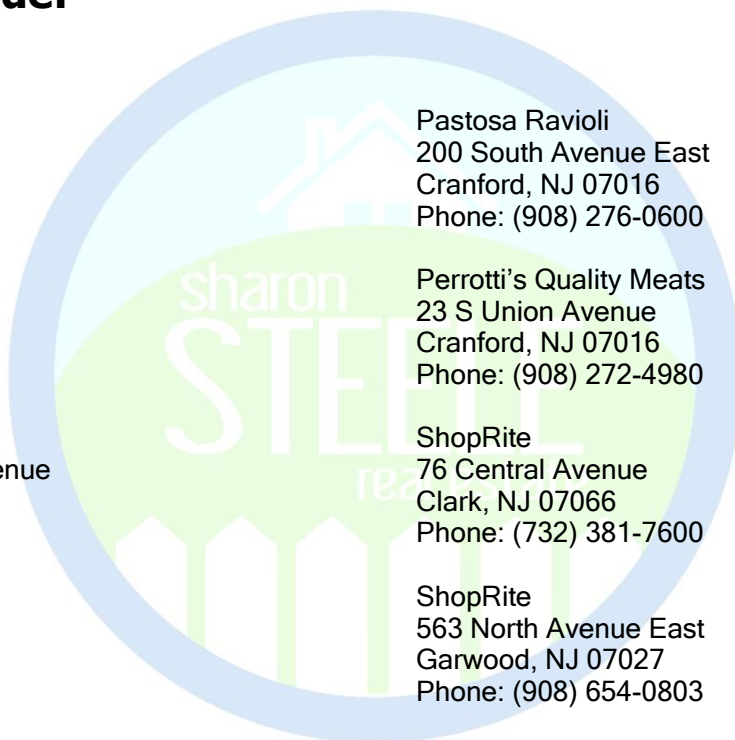 Pastosa Ravioli
200 South Avenue East
Cranford, NJ 07016
Phone: (908) 276-0600
Perrotti’s Quality Meats
23 S Union Avenue
Cranford, NJ 07016
Phone: (908) 272-4980
ShopRite
76 Central Avenue
Clark, NJ 07066
Phone: (732) 381-7600
ShopRite
563 North Avenue East
Garwood, NJ 07027
Phone: (908) 654-0803
sharon
STEELE
real estate